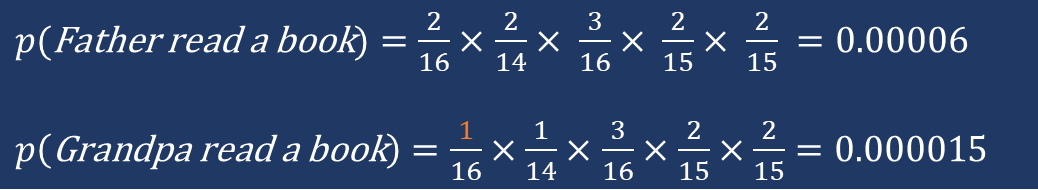 p(Father read a book) = 2/16 × 2/14 × 3/16 × 2/15 × 2/15 = 0.00006
p(Grandpa read a book) = 1/16 × 1/14 × 3/16 × 2/15 × 2/15 = 0.000015